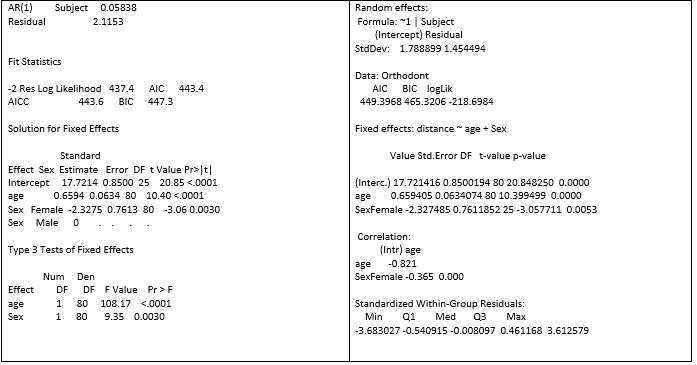 AR(1) Subject 0.05838
Residual 2.1153
Fit Statistics
-2 Res Log Likelihood 437.4 AIC 443.4
AICC 443.6 BIC 447.3
Solution for Fixed Effects
Standard
Effect Sex Estimate Error DF t Value Pr>|t|
Intercept 17.7214 0.8500 25 20.85 <.0001
age 0.6594 0.0634 80 10.40 <.0001
Sex Female -2.3275 0.7613 80 -3.06 0.0030
Sex Male 0 . . . .
Type 3 Tests of Fixed Effects
Num Den
Effect DF DF F Value Pr > F
age 1 80 108.17 <.0001
Sex 1 80 9.35 0.0030
Random effects:
Formula: ~1 | Subject
(Intercept) Residual
StdDev: 1.788899 1.454494
Data: Orthodont
AIC BIC logLik
449.3968 465.3206 -218.6984
Fixed effects: distance ~ age + Sex
Value Std.Error DF t-value p-value
(Interc.) 17.721416 0.8500194 80 20.848250 0.0000
age 0.659405 0.0634074 80 10.399499 0.0000
SexFemale -2.327485 0.7611852 25 -3.057711 0.0053
Correlation:
(Intr) age
age -0.821
SexFemale -0.365 0.000
Standardized Within-Group Residuals:
Min Q1 Med Q3 Max
-3.683027 -0.540915 -0.008097 0.461168 3.612579